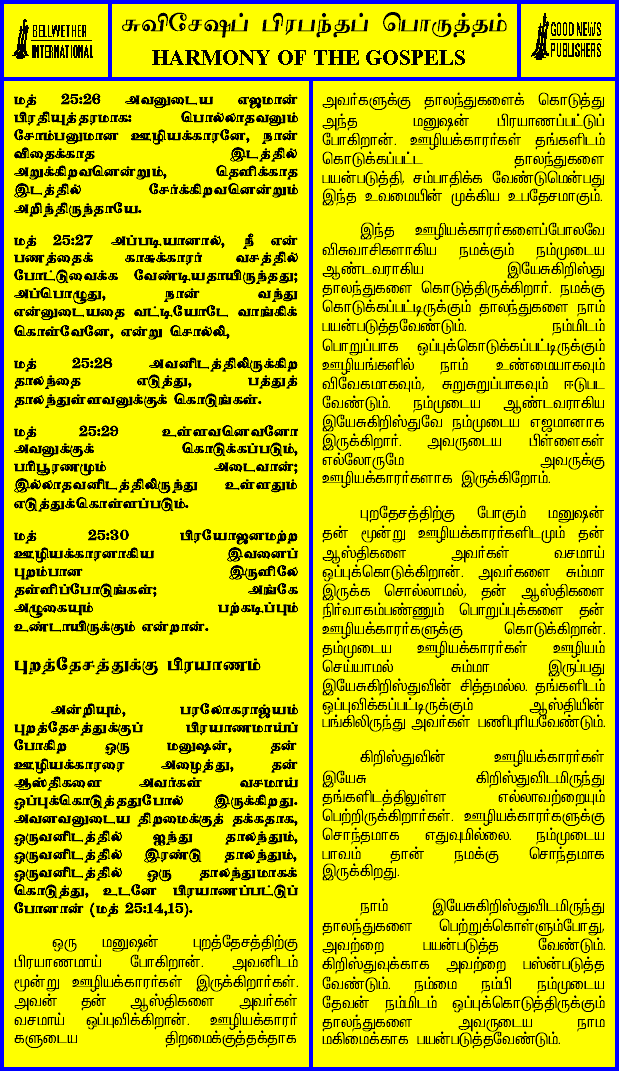 BELLWETHER
INTERNATIONAL
சுவிசேஷப் பிரபந்தப் பொருத்தம்
HARMONY OF THE GOSPELS
GOOD NEWS
PUBLISHERS
மத் 25:26 அவனுடைய எஜமான்
பிரதியுத்தரமாக: பொல்லாதவனும்
சோம்பனுமான ஊழியக்காரனே, நான்
விதைக்காத இடத்தில்
அறுக்கிறவனென்றும், தெளிக்காத
இடத்தில் சேர்க்கிறவனென்றும்
அறிந்திருந்தாயே.
மத் 25:27 அப்படியானால், நீ என்
பணத்தைக் காசுக்காரர் வசத்தில்
போட்டுவைக்க வேண்டியதாயிருந்தது;
அப்பொழுது, நான் வந்து
என்னுடையதை வட்டியோடே வாங்கிக்
கொள்வேனே, என்று சொல்லி,
மத் 25:28 அவனிடத்திலிருக்கிற
தாலந்தை எடுத்து, பத்துத்
தாலந்துள்ளவனுக்குக் கொடுங்கள்.
மத் 25:29 உள்ளவனெவனோ
அவனுக்குக் கொடுக்கப்படும்,
பரிபூரணமும் அடைவான்;
இல்லாதவனிடத்திலிருந்து உள்ளதும்
எடுத்துக்கொள்ளப்படும்.
மத் 25:30 பிரயோஜனமற்ற
ஊழியக்காரனாகிய இவனைப்
புறம்பான இருளிலே
தள்ளிப்போடுங்கள்; அங்கே
அழுகையும் பற்கடிப்பும்
உண்டாயிருக்கும் என்றான்.
புறத்தேசத்துக்கு பிரயாணம்
அன்றியும், பரலோகராஜ்யம்
புறத்தேசத்துக்குப் பிரயாணமாய்ப்
போகிற ஒரு மனுஷன், தன்
ஊழியக்காரரை அழைத்து, தன்
ஆஸ்திகளை அவர்கள் வசமாய்
ஒப்புக்கொடுத்ததுபோல் இருக்கிறது.
அவனவனுடைய திறமைக்குத் தக்கதாக,
ஒருவனிடத்தில் ஐந்து தாலந்தும்,
ஒருவனிடத்தில் இரண்டு தாலந்தும்,
ஒருவனிடத்தில் ஒரு தாலந்துமாகக்
கொடுத்து, உடனே பிரயாணப்பட்டுப்
போனான் (மத் 25:14,15).
ஒரு மனுஷன் புறத்தேசத்திற்கு
பிரயாணமாய் போகிறான். அவனிடம்
மூன்று ஊழியக்காரர்கள் இருக்கிறார்கள்.
அவன் தன் ஆஸ்திகளை அவர்கள்
வசமாய் ஒப்புவிக்கிறான். ஊழியக்காரர்
களுடைய திறமைக்குத்தக்தாக
அவர்களுக்கு தாலந்துகளைக் கொடுத்து
அந்த மனுஷன் பிரயாணப்பட்டுப்
போகிறான். ஊழியக்காரர்கள் தங்களிடம்
கொடுக்கப்பட்ட தாலந்துகளை
பயன்படுத்தி, சம்பாதிக்க வேண்டுமென்பது
இந்த உவமையின் முக்கிய உபதேசமாகும்.
இந்த ஊழியக்காரர்களைப்போலவே
விசுவாசிகளாகிய நமக்கும் நம்முடைய
ஆண்டவராகிய இயேசுகிறிஸ்து
தாலந்துகளை கொடுத்திருக்கிறார். நமக்கு
கொடுக்கப்பட்டிருக்கும் தாலந்துகளை நாம்
பயன்படுத்தவேண்டும். நம்மிடம்
பொறுப்பாக ஒப்புக்கொடுக்கப்பட்டிருக்கும்
ஊழியங்களில் நாம் உண்மையாகவும்
விவேகமாகவும், சுறுசுறுப்பாகவும் ஈடுபட
வேண்டும். நம்முடைய ஆண்டவராகிய
இயேசுகிறிஸ்துவே நம்முடைய எஜமானாக
இருக்கிறார். அவருடைய பிள்ளைகள்
எல்லோருமே அவருக்கு
ஊழியக்காரர்களாக இருக்கிறோம்.
புறதேசத்திற்கு போகும் மனுஷன்
தன் மூன்று ஊழியக்காரர்களிடமும் தன்
ஆஸ்திகளை அவர்கள் வசமாய்
ஒப்புக்கொடுக்கிறான். அவர்களை சும்மா
இருக்க சொல்லாமல், தன் ஆஸ்திகளை
நிர்வாகம்பண்ணும் பொறுப்புக்களை தன்
ஊழியக்காரர்களுக்கு கொடுக்கிறான்.
தம்முடைய ஊழியக்காரர்கள் ஊழியம்
செய்யாமல் சும்மா இருப்பது
இயேசுகிறிஸ்துவின் சித்தமல்ல. தங்களிடம்
ஒப்புவிக்கப்பட்டிருக்கும் ஆஸ்தியின்
பங்கிலிருந்து அவர்கள் பணிபுரியவேண்டும்.
கிறிஸ்துவின் ஊழியக்காரர்கள்
இயேசு கிறிஸ்துவிடமிருந்து
தங்களிடத்திலுள்ள எல்லாவற்றையும்
பெற்றிருக்கிறார்கள். ஊழியக்காரர்களுக்கு
சொந்தமாக எதுவுமில்லை. நம்முடைய
பாவம் தான் நமக்கு சொந்தமாக
இருக்கிறது.
நாம் இயேசுகிறிஸ்துவிடமிருந்து
தாலந்துகளை பெற்றுக்கொள்ளும்போது,
அவற்றை பயன்படுத்த வேண்டும்.
கிறிஸ்துவுக்காக அவற்றை பஸ்ன்படுத்த
வேண்டும். நம்மை நம்பி நம்முடைய
தேவன் நம்மிடம் ஒப்புக்கொடுத்திருக்கும்
தாலந்துகளை அவருடைய நாம
மகிமைக்காக பயன்படுத்தவேண்டும்.